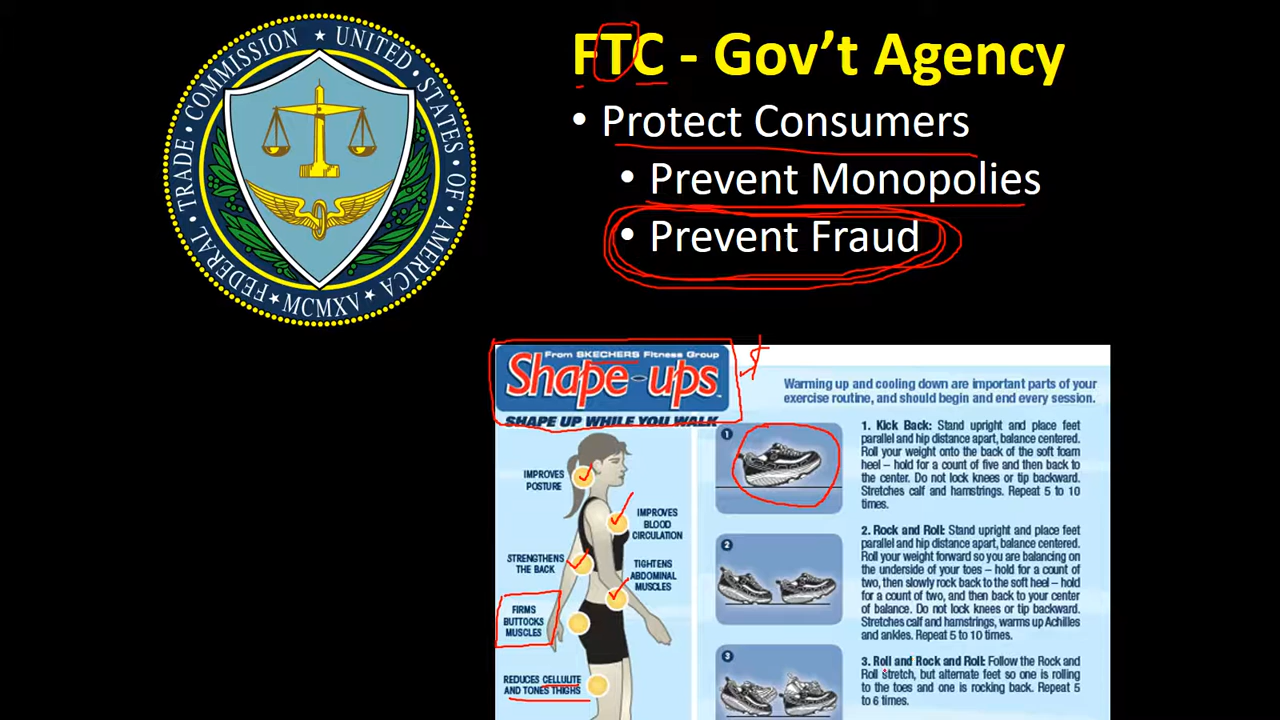 FEDERAL TRADE COMMISSION
UNITED STATES OF AMERICA
MCMXV
FTC - Gov’t Agency
• Protect Consumers
• Prevent Monopolies
• Prevent Fraud
From SKECHERS Fitness Group
Shape-ups™
SHAPE UP WHILE YOU WALK
IMPROVES
POSTURE
IMPROVES
BLOOD
CIRCULATION
STRENGTHENS
THE BACK
TIGHTENS
ABDOMINAL
MUSCLES
FIRMS
BUTTOCKS
MUSCLES
REDUCES CELLULITE
AND TONES THIGHS
Warming up and cooling down are important parts of your
exercise routine, and should begin and end every session.
1
1. Kick Back: Stand upright and place feet
parallel and hip distance apart, balance centered.
Roll your weight onto the back of the soft foam
heel – hold for a count of five and then back to
the center. Do not lock knees or tip backward.
Stretches calf and hamstrings. Repeat 5 to 10
times.
2
2. Rock and Roll: Stand upright and place feet
parallel and hip distance apart, balance centered.
Roll your weight forward so you are balancing on
the underside of your toes – hold for a count of
two, then slowly rock back to the soft heel – hold
for a count of two, and then back to your center
of balance. Do not lock knees or tip backward.
Stretches calf and hamstrings, warms up Achilles
and ankles. Repeat 5 to 10 times.
3
3. Roll and Rock and Roll: Follow the Rock and
Roll stretch, but alternate feet so one is rolling
to the toes and one is rocking back. Repeat 5
to 6 times.